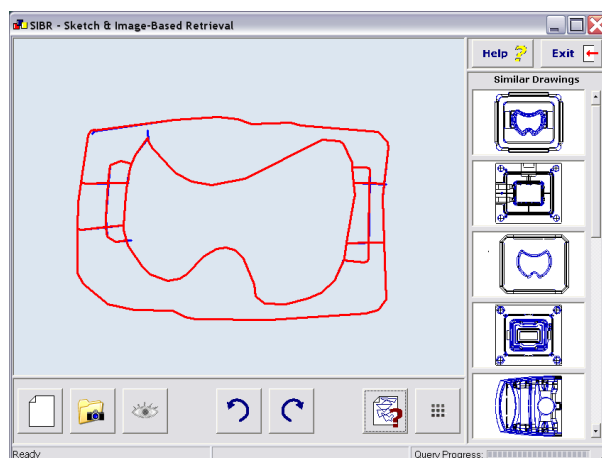 SIBR - Sketch & Image-Based Retrieval
Help ? Exit
Similar Drawings
?
Ready
Query Progress: